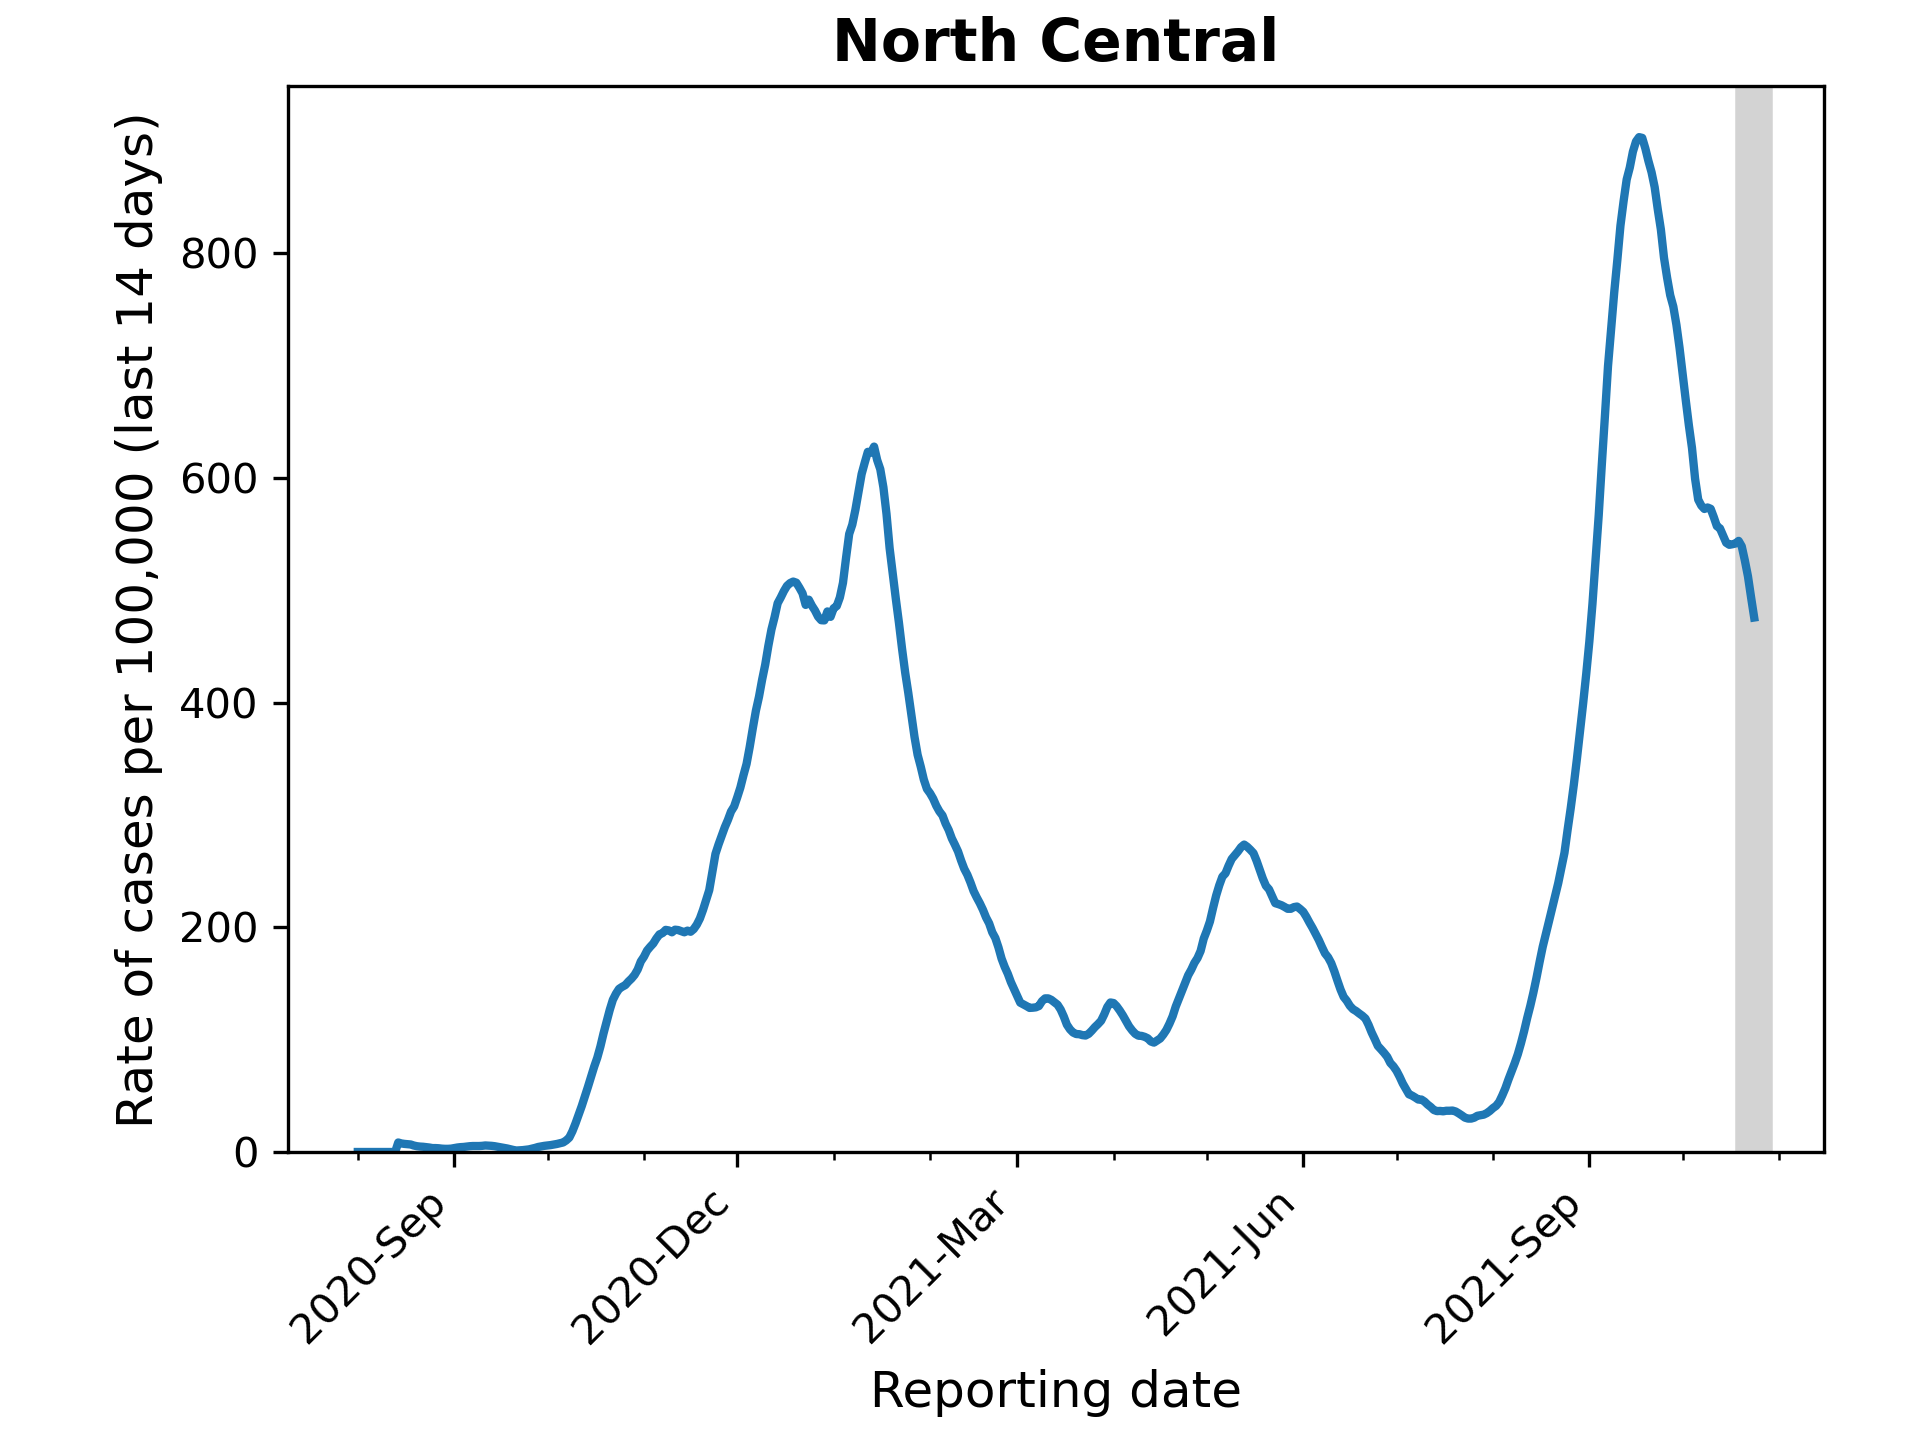 North Central
Rate of cases per 100,000 (last 14 days)
800
600
400
200
0
2020-Sep
2020-Dec
2021-Mar
2021-Jun
2021-Sep
Reporting date